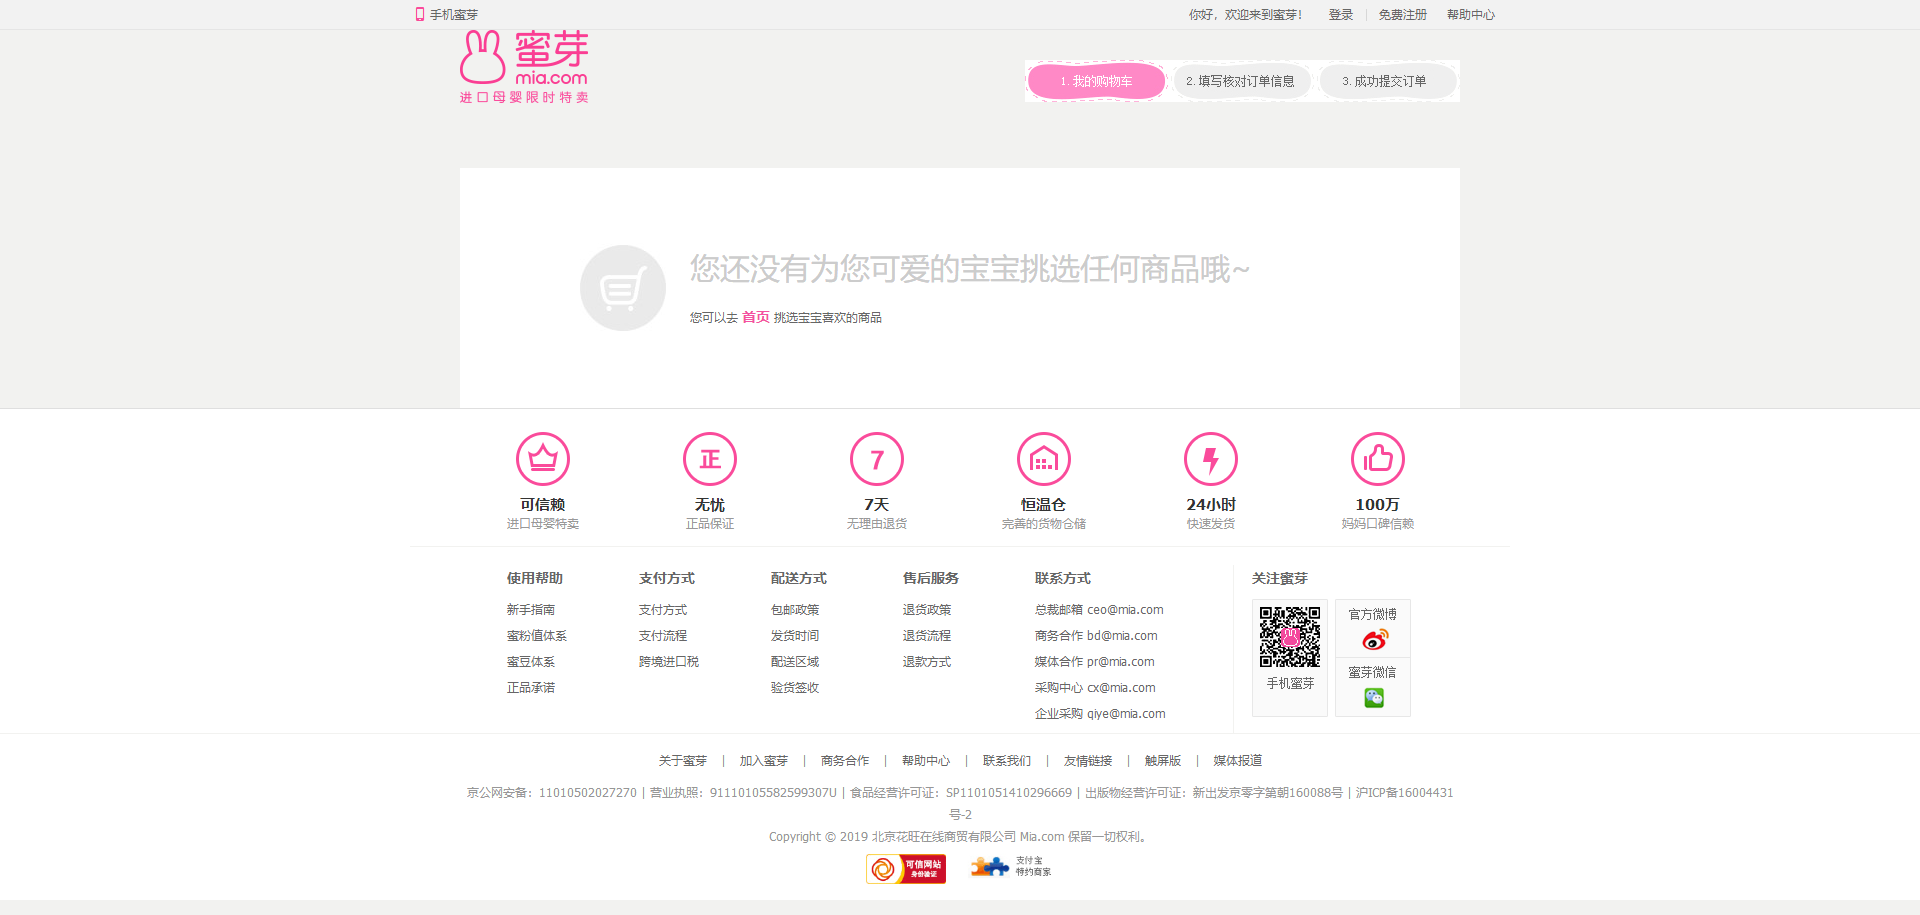 手机蜜芽
你好，欢迎来到蜜芽！ 登录 免费注册 帮助中心
蜜芽
mia.com
进口母婴限时特卖
1. 我的购物车 2. 填写核对订单信息 3. 成功提交订单
您还没有为您可爱的宝宝挑选任何商品哦~
您可以去 首页 挑选宝宝喜欢的商品
正 7
可信赖 无忧 7天 恒温仓 24小时 100万
进口母婴特卖 正品保证 无理由退货 完善的货物仓储 快速发货 妈妈口碑信赖
使用帮助 支付方式 配送方式 售后服务 联系方式 关注蜜芽
新手指南 支付方式 包邮政策 退货政策 总裁邮箱 ceo@mia.com 官方微博
蜜粉值体系 支付流程 发货时间 退货流程 商务合作 bd@mia.com
蜜豆体系 跨境进口税 配送区域 退款方式 媒体合作 pr@mia.com 蜜芽微信
正品承诺 验货签收 采购中心 cx@mia.com 手机蜜芽
企业采购 qiye@mia.com
关于蜜芽 | 加入蜜芽 | 商务合作 | 帮助中心 | 联系我们 | 友情链接 | 触屏版 | 媒体报道
京公网安备：11010502027270 | 营业执照：91110105582599307U | 食品经营许可证：SP1101051410296669 | 出版物经营许可证：新出发京零字第朝160088号 | 沪ICP备16004431
号-2
Copyright © 2019 北京花旺在线商贸有限公司 Mia.com 保留一切权利。
可信网站 支付宝
身份验证 特约商家